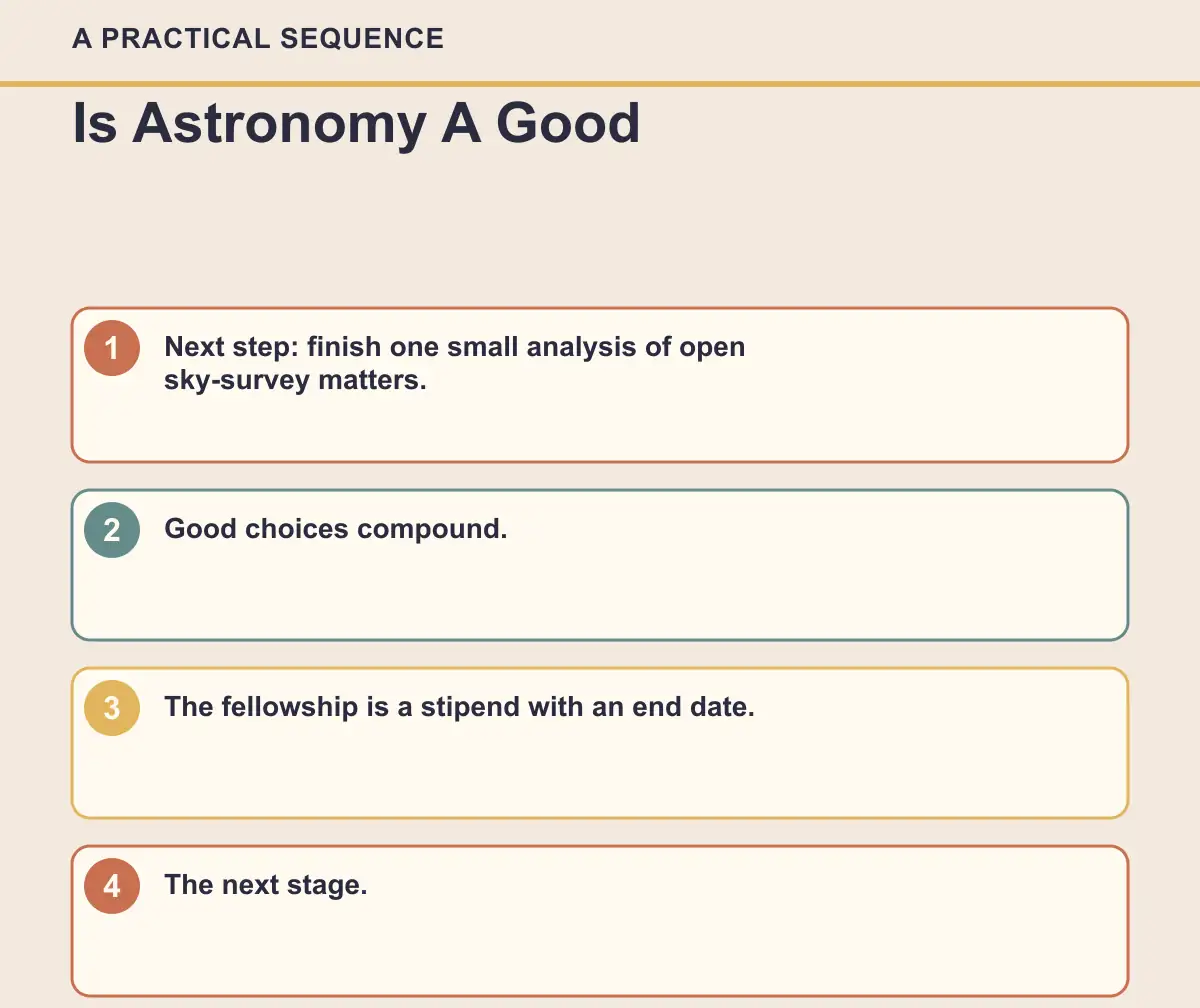 A PRACTICAL SEQUENCE
Is Astronomy A Good
1
Next step: finish one small analysis of open
sky-survey matters.
2
Good choices compound.
3
The fellowship is a stipend with an end date.
4
The next stage.